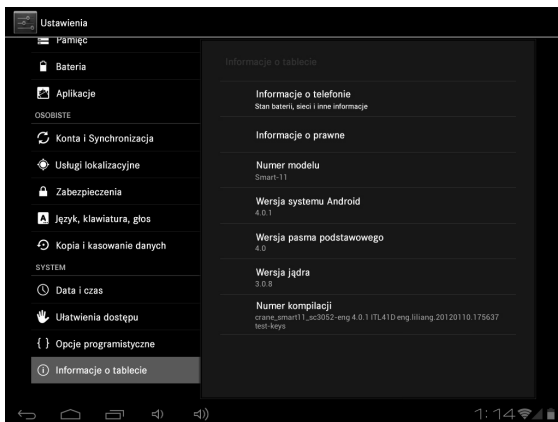 Ustawienia
Pamięc
Bateria
Aplikacje
OSOBISTE
Konta i Synchronizacja
Usługi lokalizacyjne
Zabezpieczenia
Język, klawiatura, głos
Kopia i kasowanie danych
SYSTEM
Data i czas
Ułatwienia dostępu
Opcje programistyczne
Informacje o tablecie
Informacje o tablecie
Informacje o telefonie
Stan baterii, sieci i inne informacje
Informacje o prawne
Numer modelu
Smart-11
Wersja systemu Android
4.0.1
Wersja pasma podstawowego
4.0
Wersja jądra
3.0.8
Numer kompilacji
crane_smart11_sc3052-eng 4.0.1 ITL41D eng.liliang.20120110.175637
test-keys
1:14